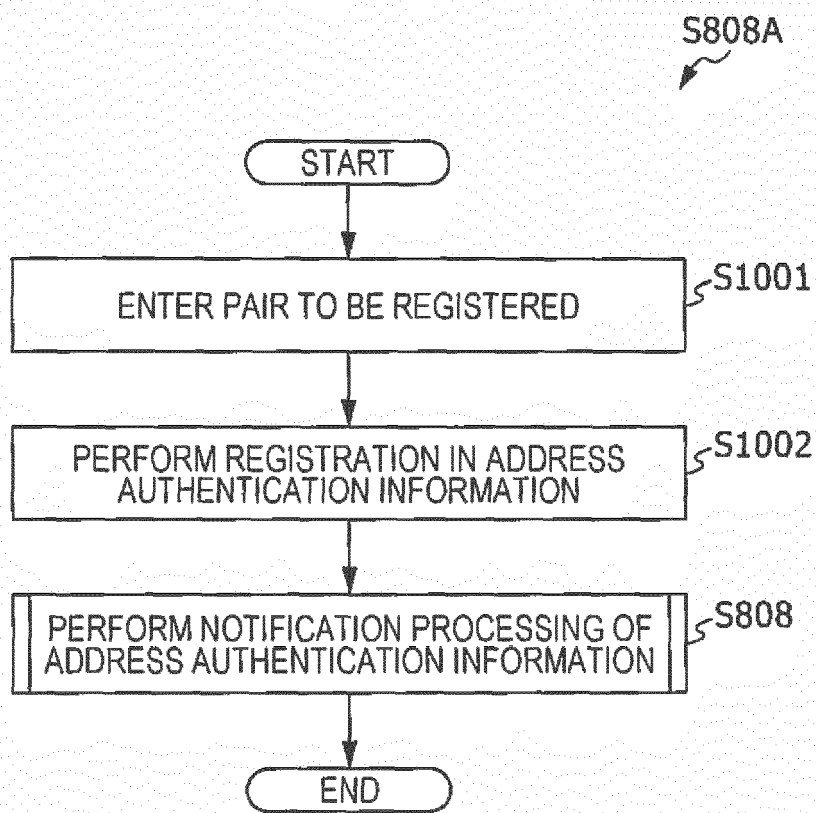 S808A
START
ENTER PAIR TO BE REGISTERED
S1001
PERFORM REGISTRATION IN ADDRESS
AUTHENTICATION INFORMATION
S1002
PERFORM NOTIFICATION PROCESSING OF
ADDRESS AUTHENTICATION INFORMATION
S808
END